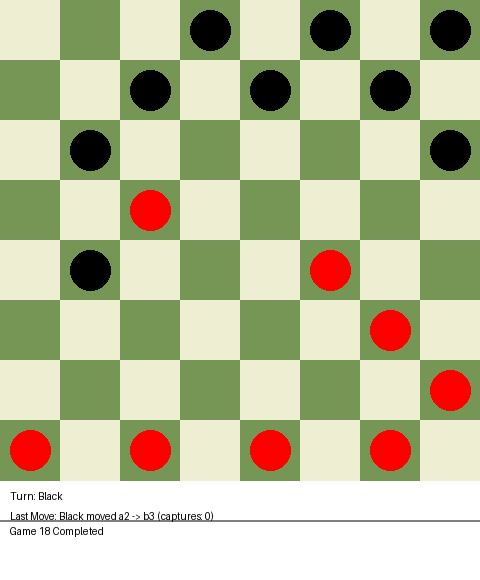 Turn: Black
Last Move: Black moved a2 -> b3 (captures: 0)
Game 18 Completed